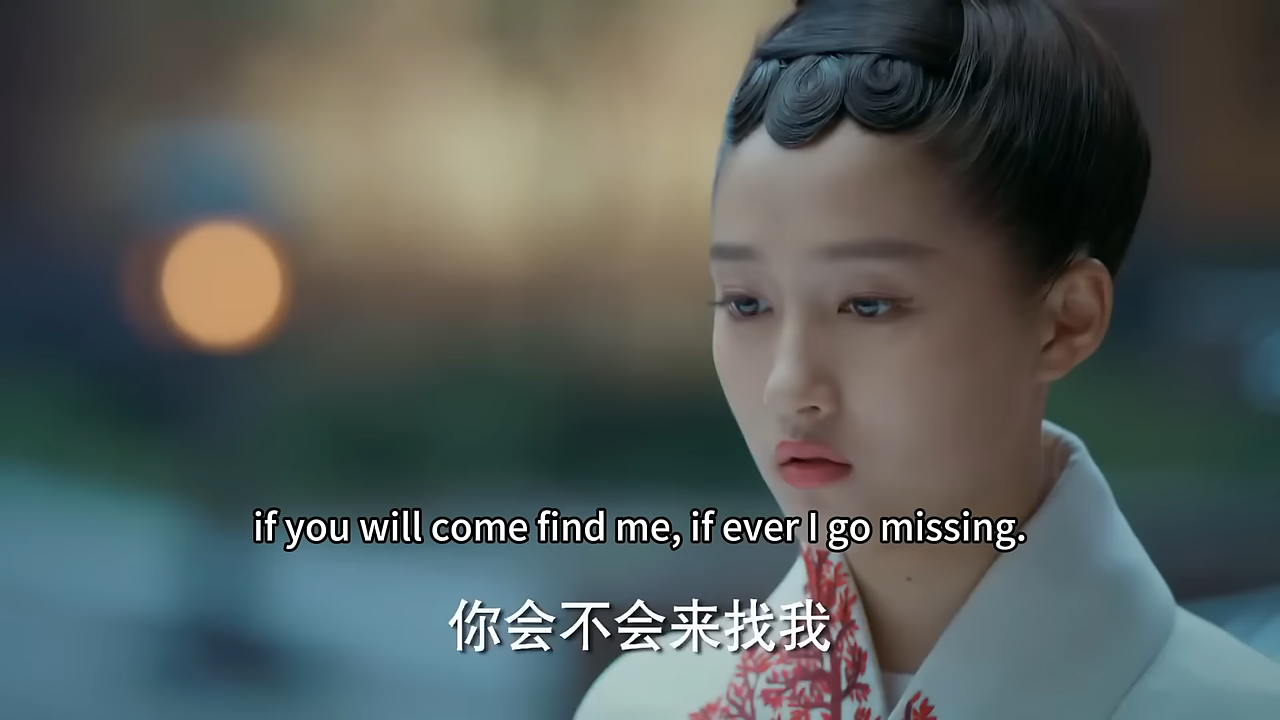 if you will come find me, if ever I go missing.
你会不会来找我